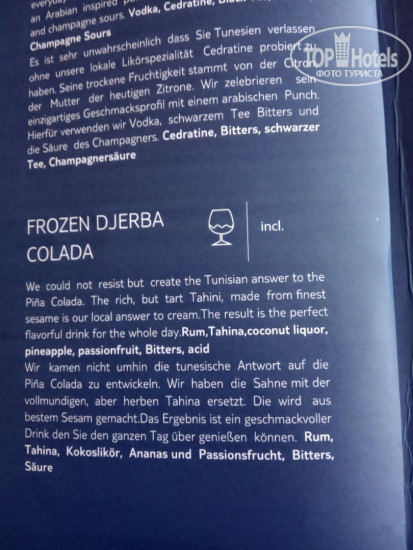 an Arabian inspired
and champagne sours. Vodka, Cedratine,
Champagne Sours
Es ist sehr unwahrscheinlich dass Sie Tunesien verlassen
ohne unsere lokale Likörspezialität Cedratine probiert zu
haben. Seine trockene Fruchtigkeit stammt von der Citron
der Mutter der heutigen Zitrone. Wir zelebrieren sein
einzigartiges Geschmacksprofil mit einem arabischen Punch.
Hierfür verwenden wir Vodka, schwarzem Tee Bitters und
die Säure des Champagners. Cedratine, Bitters, schwarzer
Tee, Champagnersäure
TOP Hotels
ФОТО ТУРИСТА
FROZEN DJERBA
COLADA
incl.
We could not resist but create the Tunisian answer to the
Piña Colada. The rich, but tart Tahini, made from finest
sesame is our local answer to cream.The result is the perfect
flavorful drink for the whole day.Rum,Tahina,coconut liquor,
pineapple, passionfruit, Bitters, acid
Wir kamen nicht umhin die tunesische Antwort auf die
Piña Colada zu entwickeln. Wir haben die Sahne mit der
vollmundigen, aber herben Tahina ersetzt. Die wird aus
bestem Sesam gemacht.Das Ergebnis ist ein geschmackvoller
Drink den Sie den ganzen Tag über genießen können. Rum,
Tahina, Kokoslikör, Ananas und Passionsfrucht, Bitters,
Säure